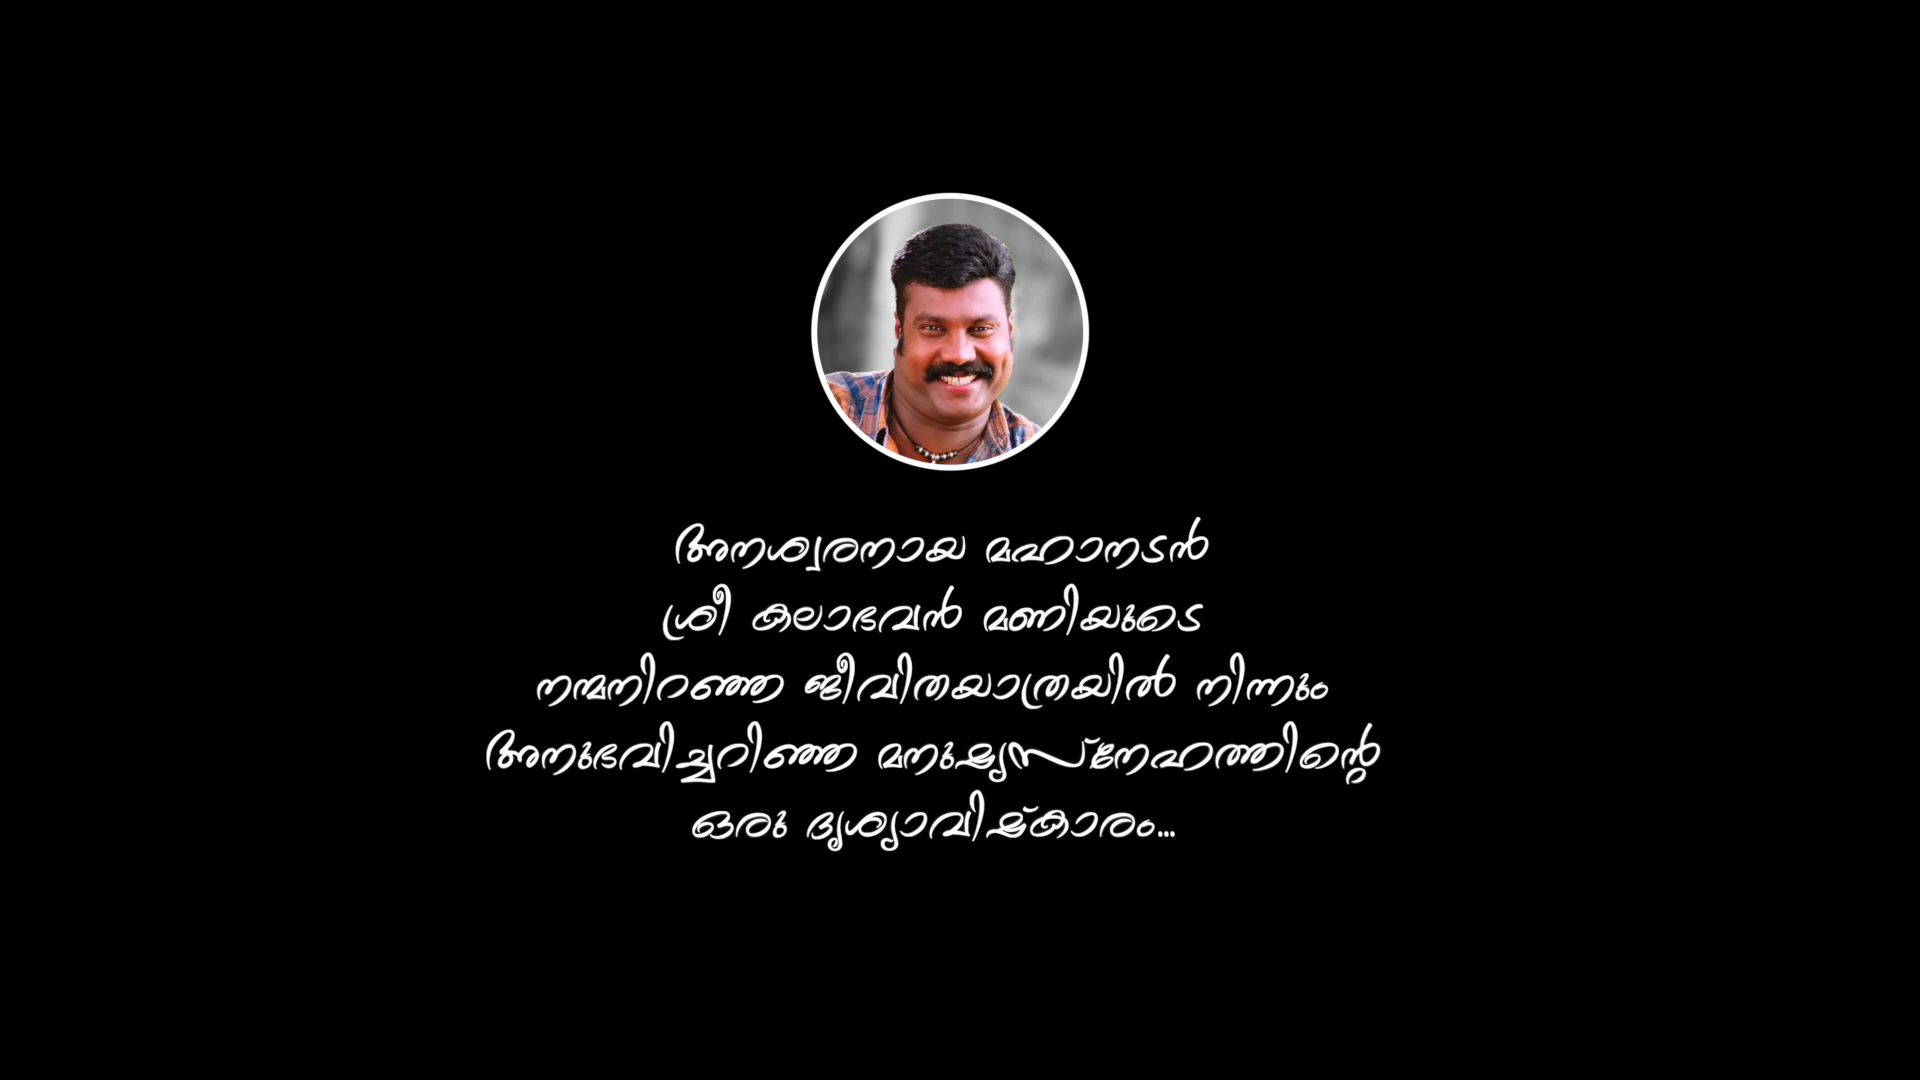 അനശ്വരനായ മഹാനടൻ
ശ്രീ കലാഭവൻ മണിയുടെ
നന്മനിറഞ്ഞ ജീവിതയാത്രയിൽ നിന്നും
അനുഭവിച്ചറിഞ്ഞ മനുഷ്യസ്നേഹത്തിന്റെ
ഒരു ദൃശ്യാവിഷ്കാരം...